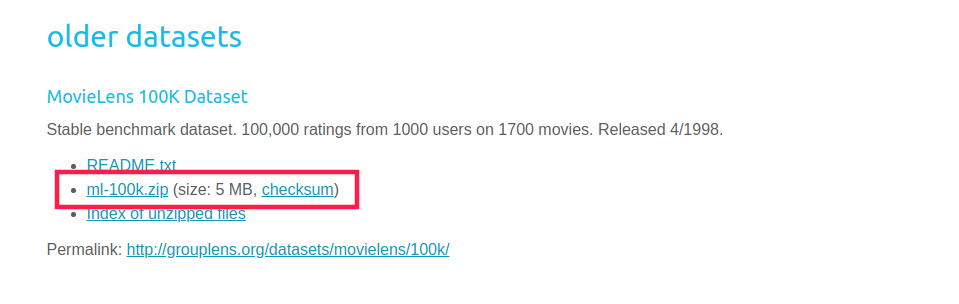 older datasets
MovieLens 100K Dataset
Stable benchmark dataset. 100,000 ratings from 1000 users on 1700 movies. Released 4/1998.
README.txt
ml-100k.zip (size: 5 MB, checksum)
Index of unzipped files
Permalink: http://grouplens.org/datasets/movielens/100k/